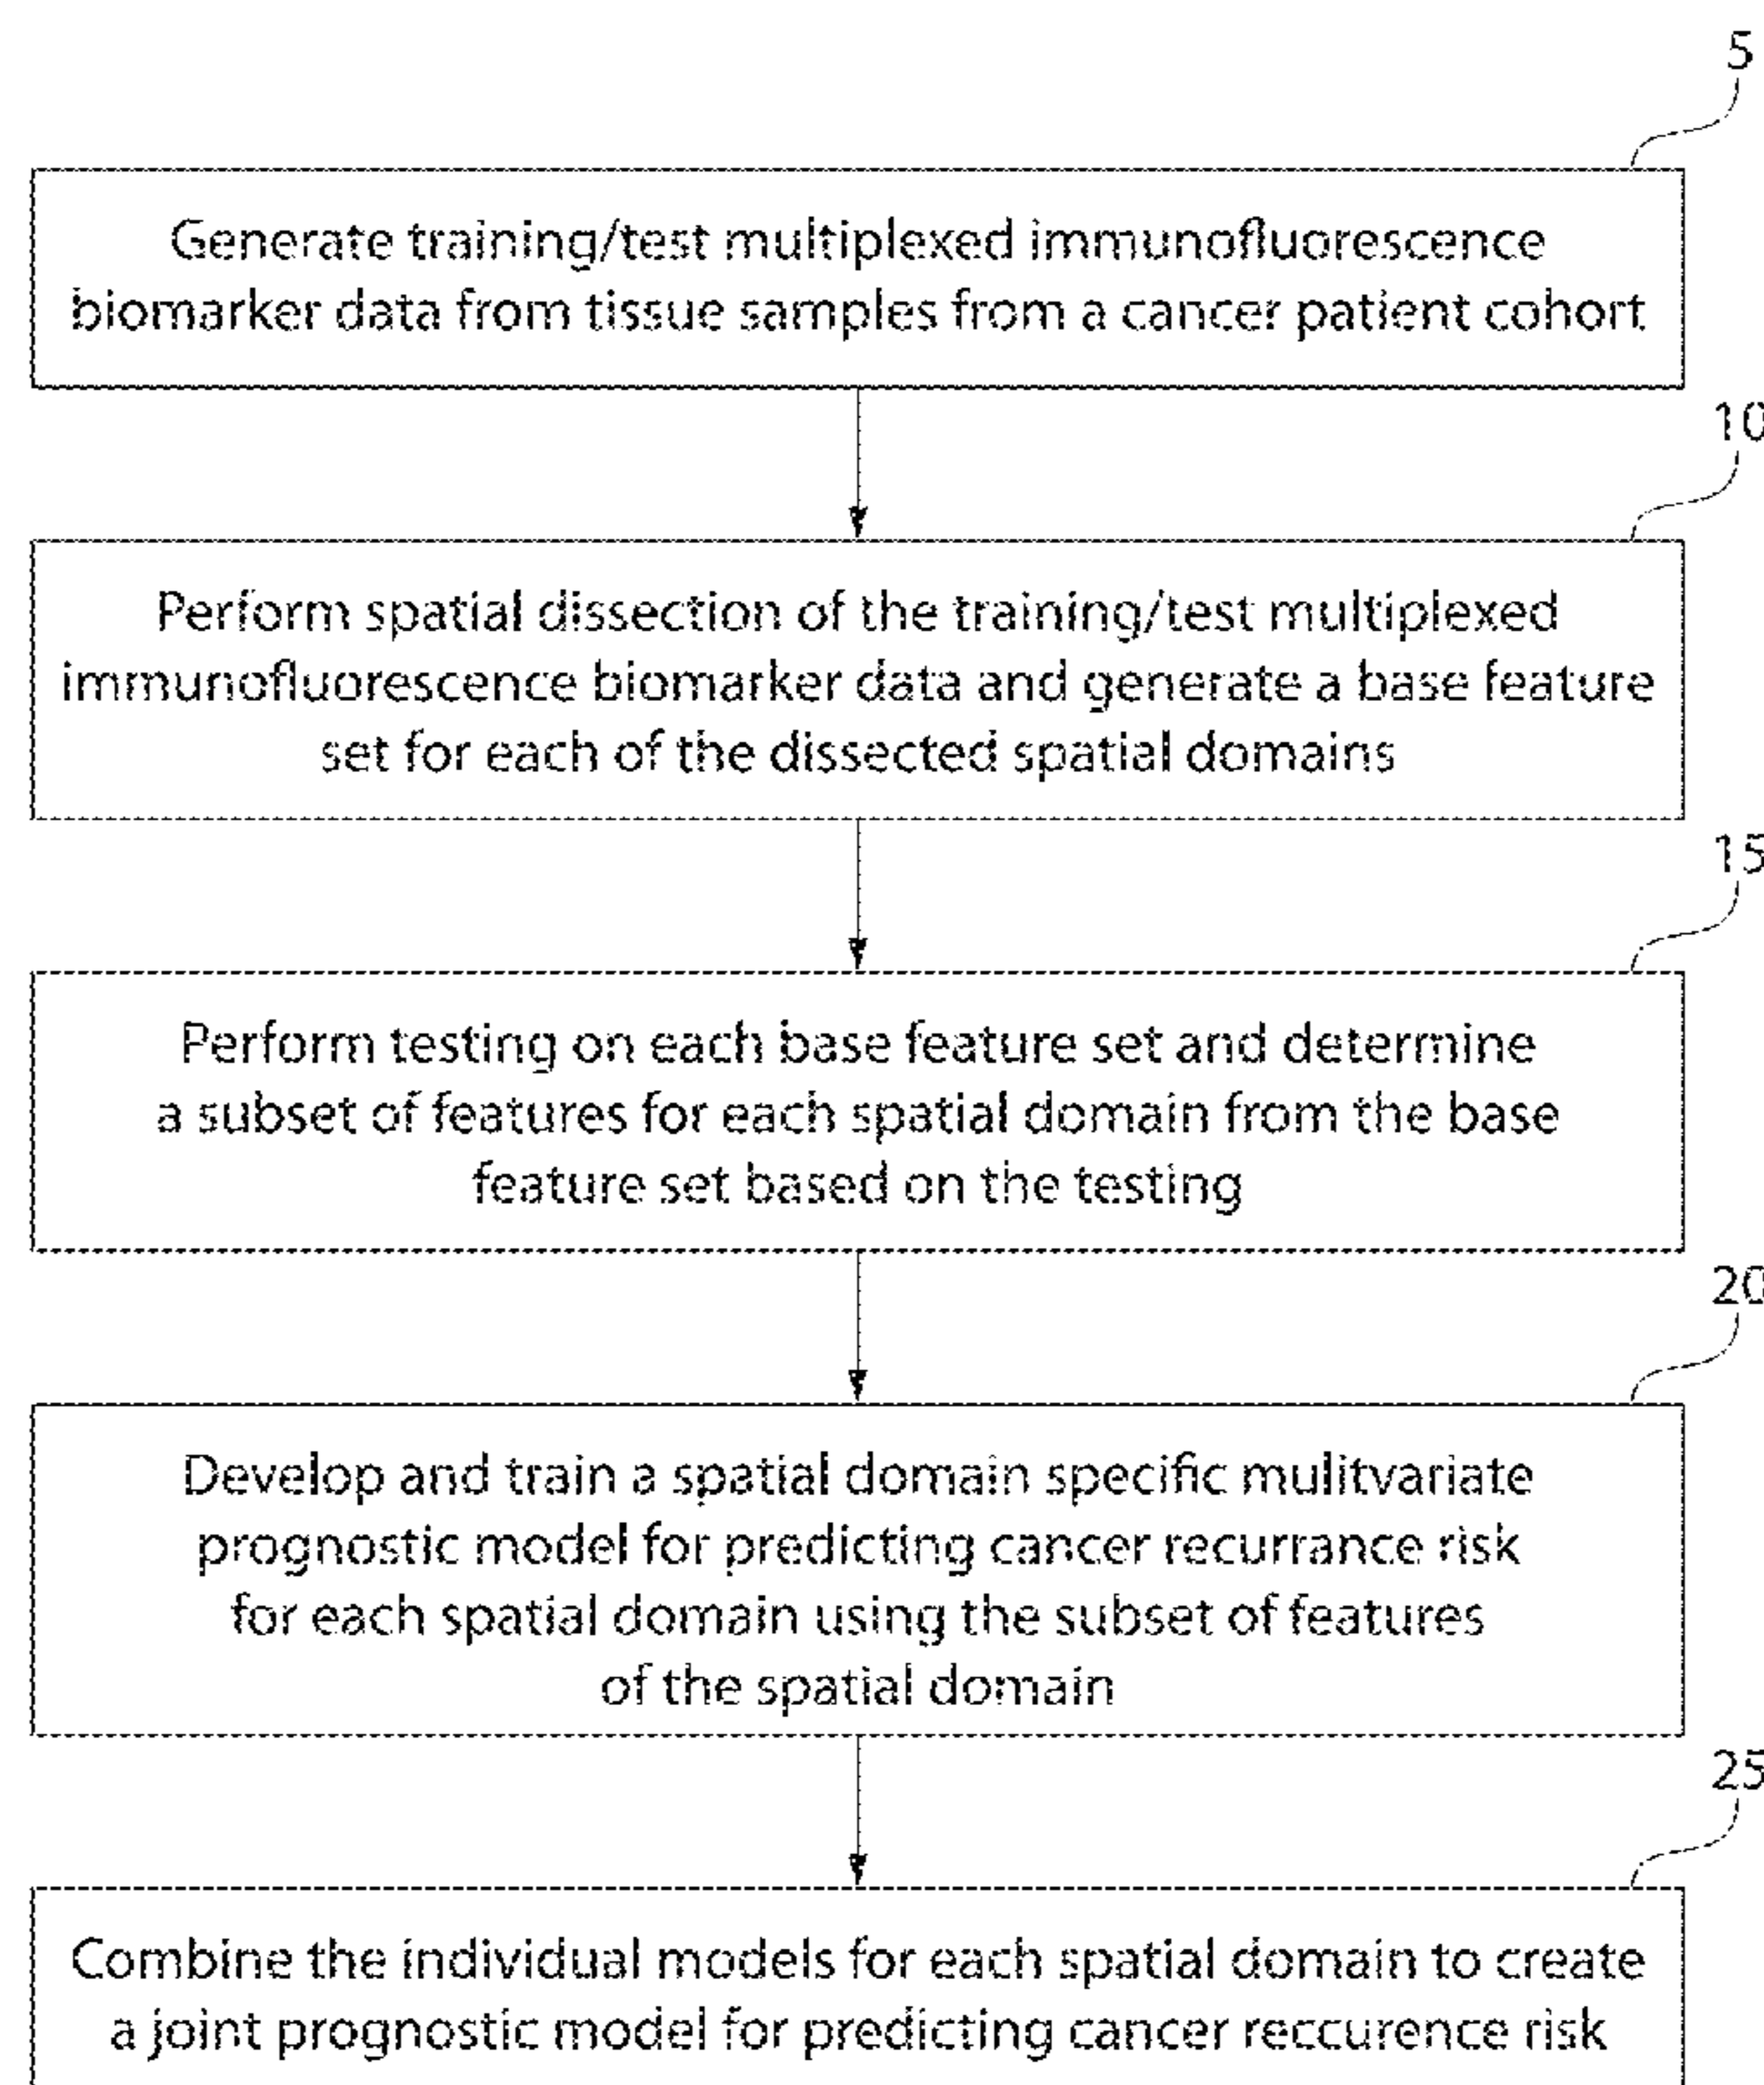 5
Generate training/test multiplexed immunofluorescence
biomarker data from tissue samples from a cancer patient cohort
10
Perform spatial dissection of the training/test multiplexed
immunofluorescence biomarker data and generate a base feature
set for each of the dissected spatial domains
15
Perform testing on each base feature set and determine
a subset of features for each spatial domain from the base
feature set based on the testing
20
Develop and train a spatial domain specific mulitvariate
prognostic model for predicting cancer recurrance risk
for each spatial domain using the subset of features
of the spatial domain
25
Combine the individual models for each spatial domain to create
a joint prognostic model for predicting cancer reccurence risk